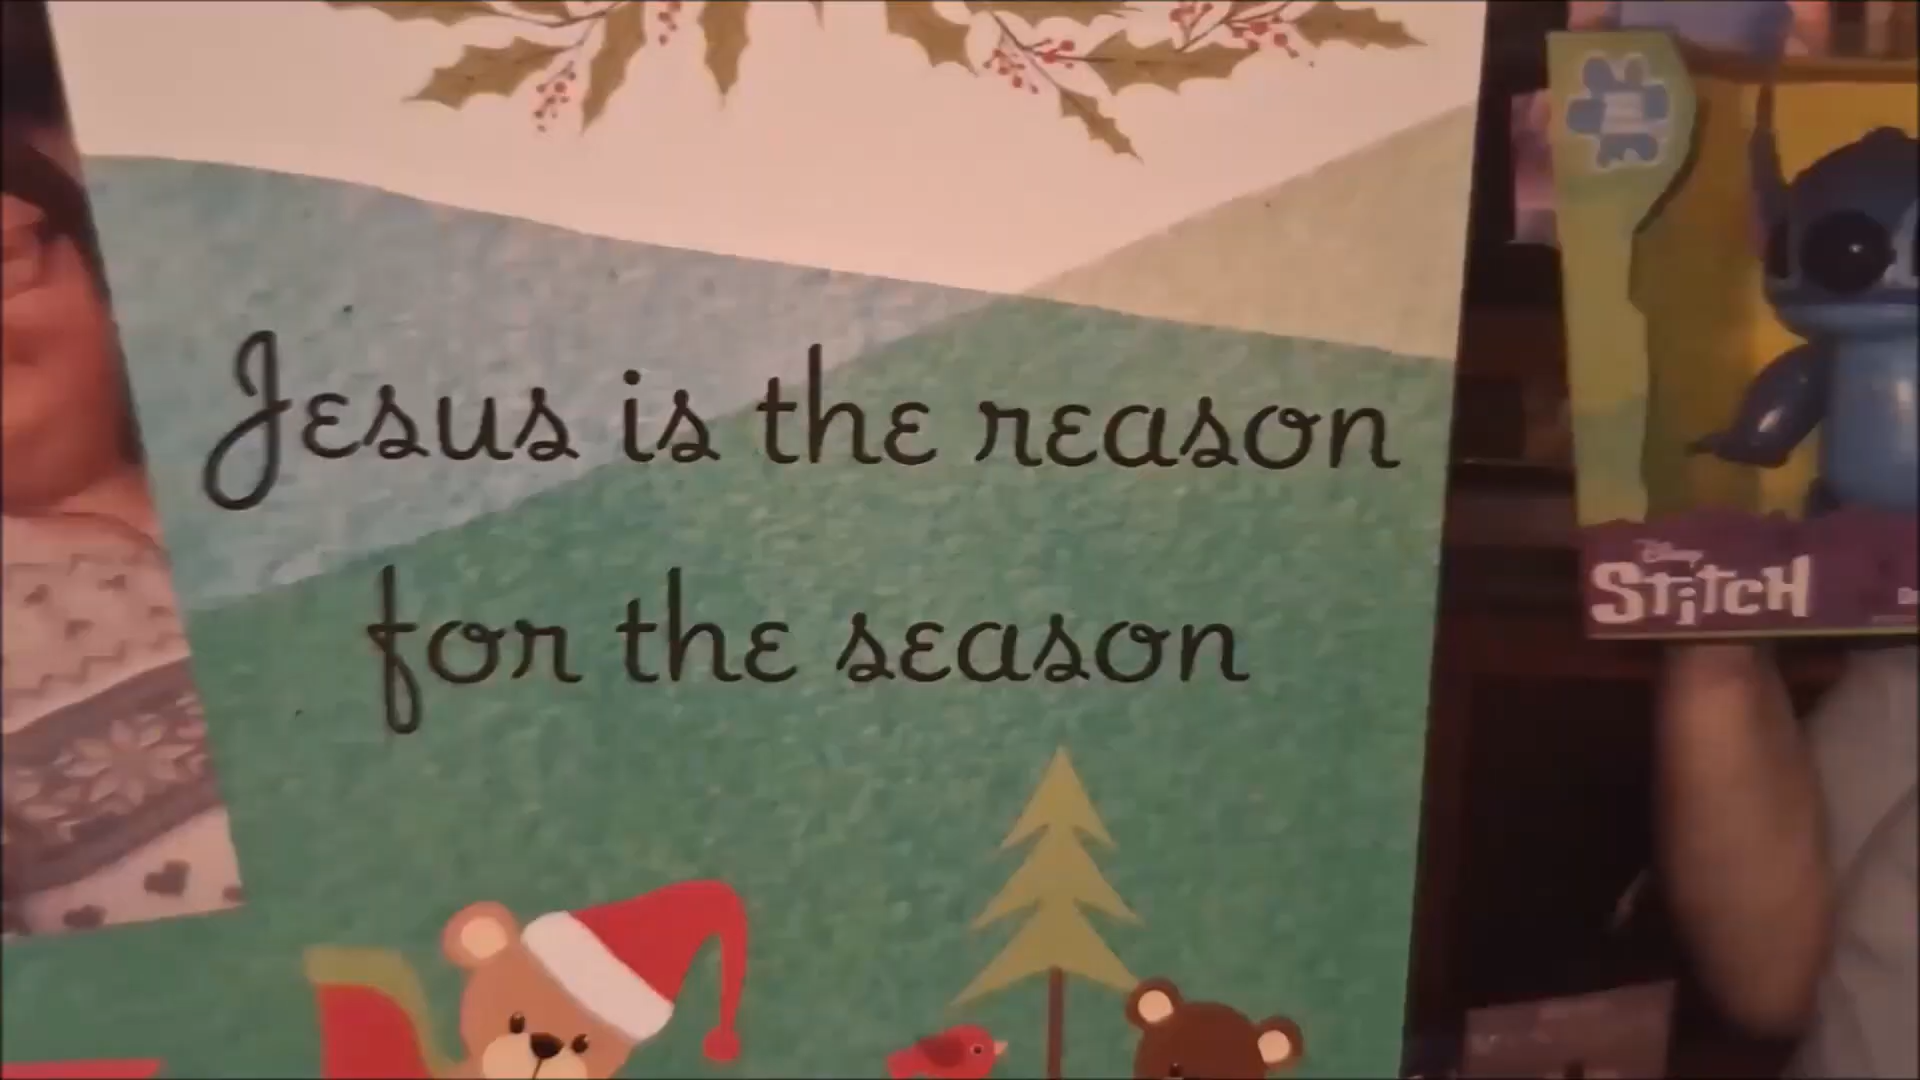 Jesus is the reason
for the season
Disney
Stitch